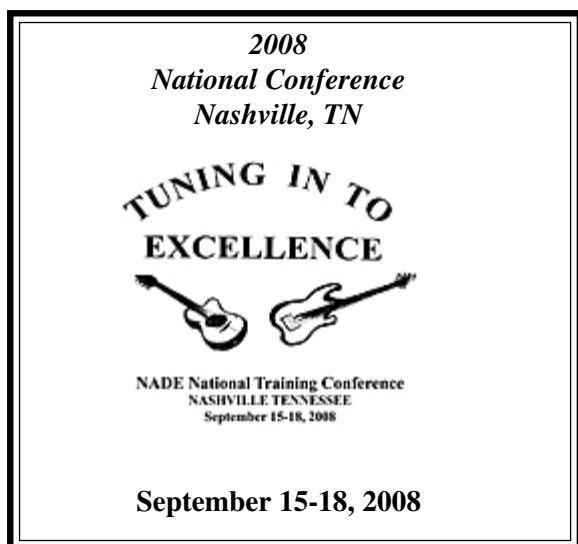 2008
National Conference
Nashville, TN
TUNING IN TO
EXCELLENCE
NADE National Training Conference
NASHVILLE TENNESSEE
September 15-18, 2008
September 15-18, 2008